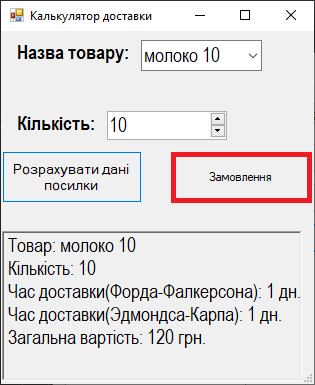 Калькулятор доставки
Назва товару:
молоко 10
Кількість:
10
Розрахувати дані
посилки
Замовлення
Товар: молоко 10
Кількість: 10
Час доставки(Форда-Фалкерсона): 1 дн.
Час доставки(Эдмондса-Карпа): 1 дн.
Загальна вартість: 120 грн.